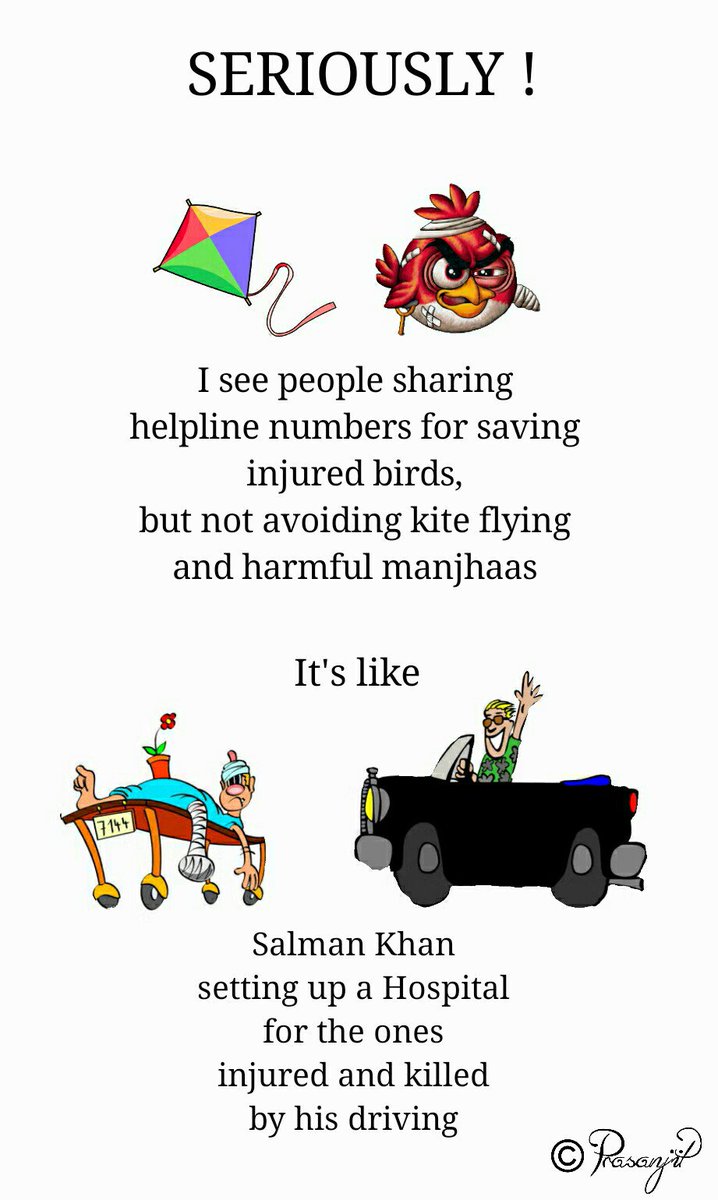 SERIOUSLY !
I see people sharing
helpline numbers for saving
injured birds,
but not avoiding kite flying
and harmful manjhaas
It's like
7144
Salman Khan
setting up a Hospital
for the ones
injured and killed
by his driving
© Prasanjit